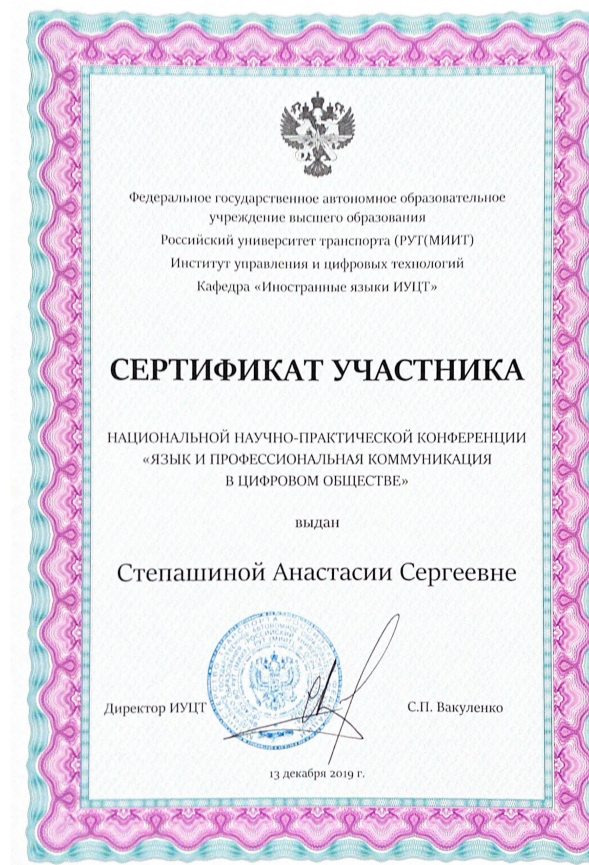 Федеральное государственное автономное образовательное
учреждение высшего образования
Российский университет транспорта (РУТ(МИИТ)
Институт управления и цифровых технологий
Кафедра «Иностранные языки ИУЦТ»
СЕРТИФИКАТ УЧАСТНИКА
НАЦИОНАЛЬНОЙ НАУЧНО-ПРАКТИЧЕСКОЙ КОНФЕРЕНЦИИ
«ЯЗЫК И ПРОФЕССИОНАЛЬНАЯ КОММУНИКАЦИЯ
В ЦИФРОВОМ ОБЩЕСТВЕ»
выдан
Степашиной Анастасии Сергеевне
Директор ИУЦТ
С.П. Вакуленко
13 декабря 2019 г.